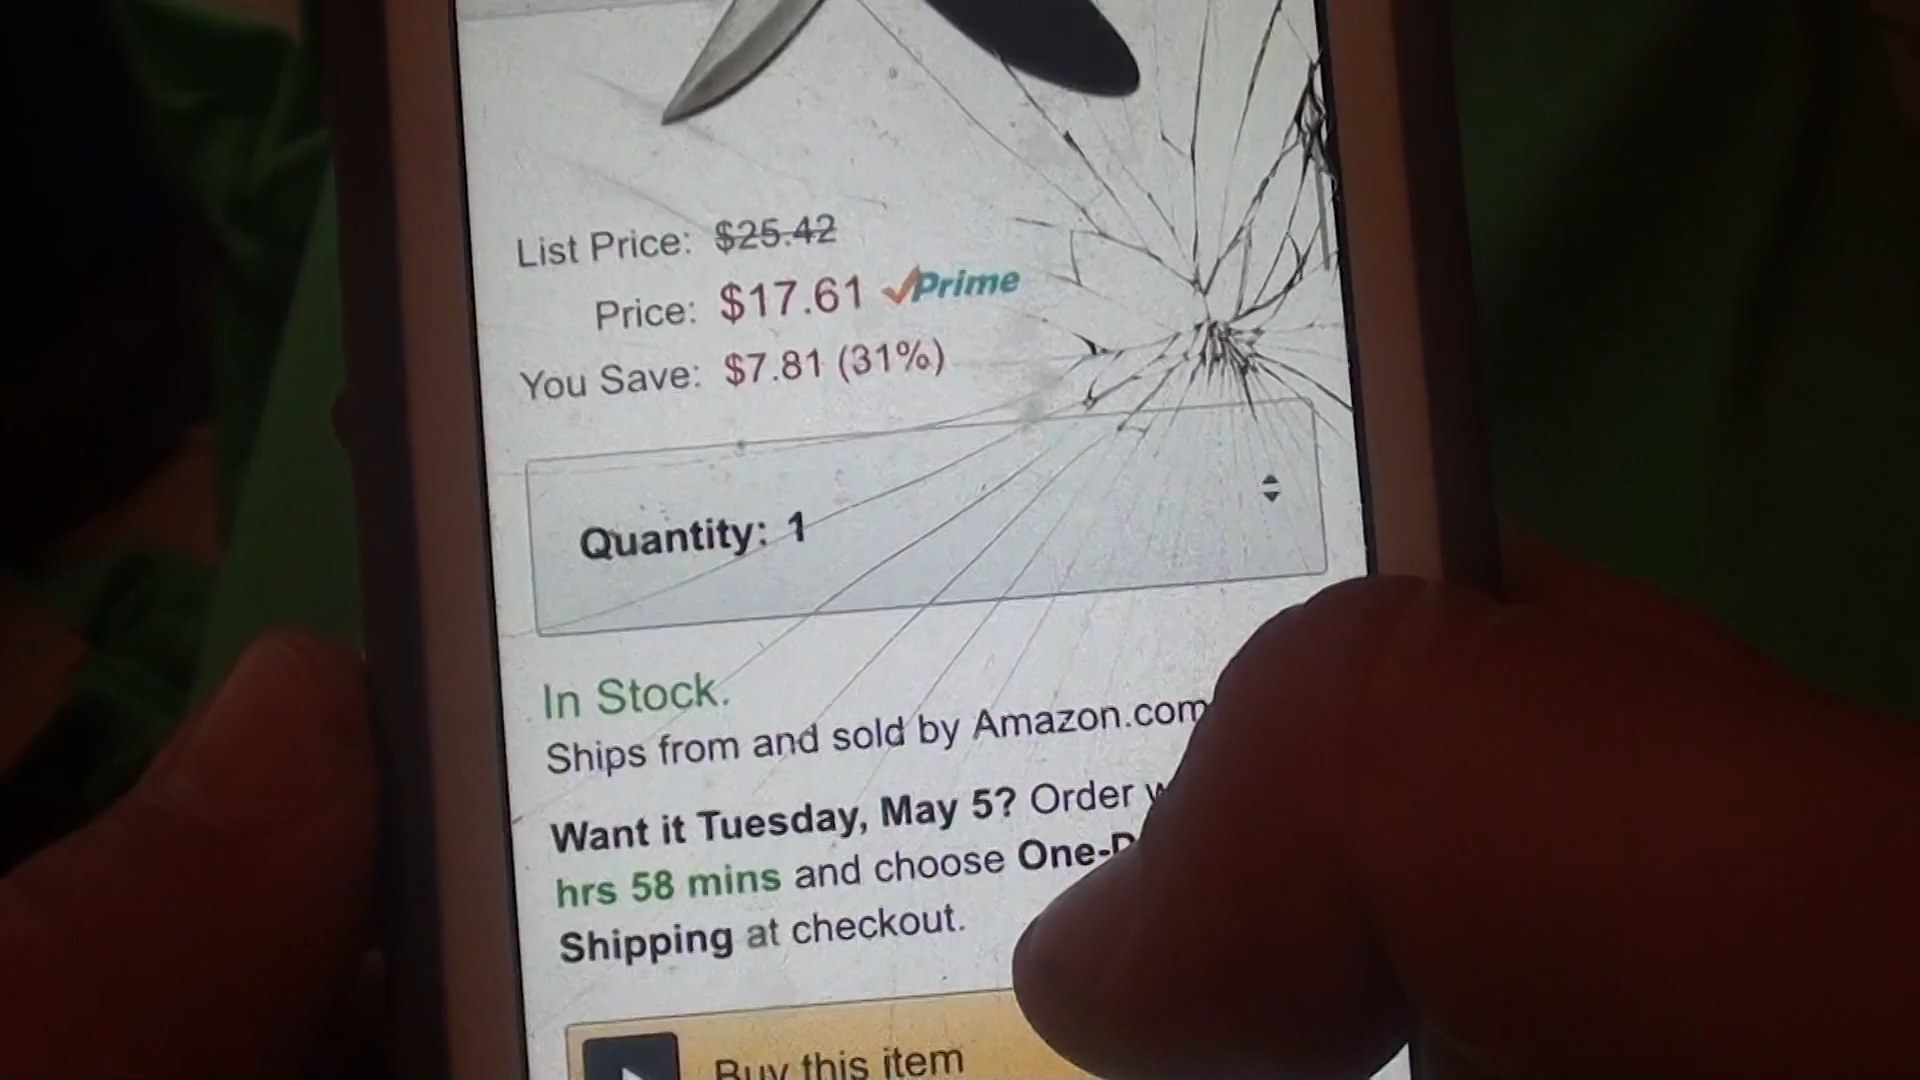 List Price: $25.42
Price: $17.61 Prime
You Save: $7.81 (31%)
Quantity: 1
In Stock.
Ships from and sold by Amazon.com
Want it Tuesday, May 5? Order
hrs 58 mins and choose
Shipping at checkout.
Buy this item